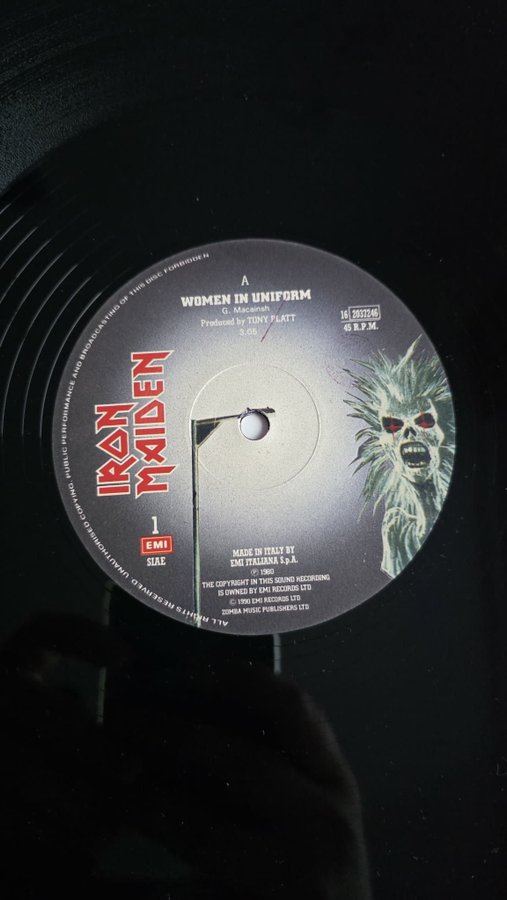 A
WOMEN IN UNIFORM
G. Macainsh
Produced by TONY PLATT
3.05
16 2033246
45 R.P.M.
IRON
MAIDEN
1
EMI
SIAE
MADE IN ITALY BY
EMI ITALIANA S.p.A.
Ⓟ 1980
THE COPYRIGHT IN THIS SOUND RECORDING
IS OWNED BY EMI RECORDS LTD
© 1990 EMI RECORDS LTD
ZOMBA MUSIC PUBLISHERS LTD
ALL RIGHTS RESERVED. UNAUTHORISED COPYING, PUBLIC PERFORMANCE AND BROADCASTING OF THIS DISC FORBIDDEN